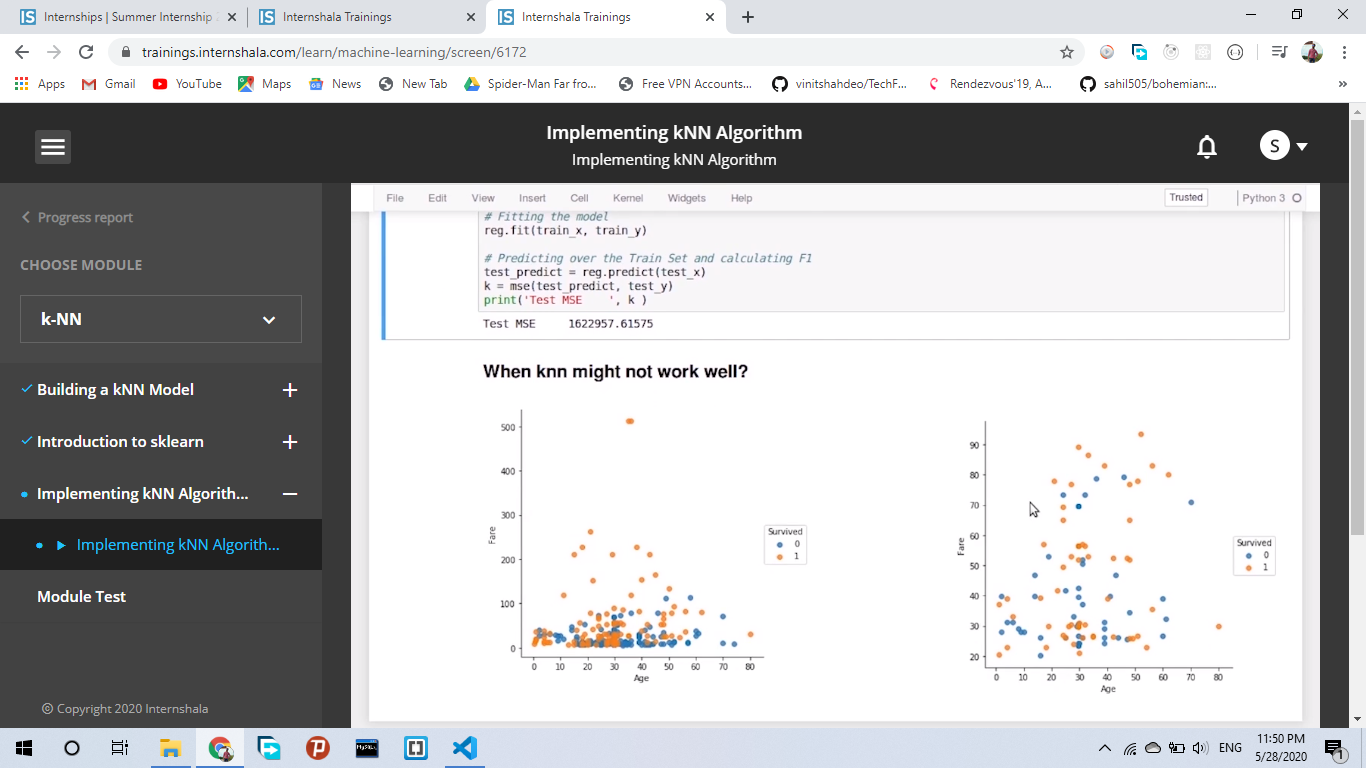 Internships | Summer Internship
Internshala Trainings
Internshala Trainings
trainings.internshala.com/learn/machine-learning/screen/6172
Apps
Gmail
YouTube
Maps
News
New Tab
Spider-Man Far fro...
Free VPN Accounts...
vinitshahdeo/TechF...
Rendezvous'19, A...
sahil505/bohemian:...
Implementing kNN Algorithm
Implementing kNN Algorithm
S
Progress report
CHOOSE MODULE
k-NN
Building a kNN Model
Introduction to sklearn
Implementing kNN Algorith...
Implementing kNN Algorith...
Module Test
© Copyright 2020 Internshala
File Edit View Insert Cell Kernel Widgets Help
Trusted
Python 3
# Fitting the model
reg.fit(train_x, train_y)
# Predicting over the Train Set and calculating F1
test_predict = reg.predict(test_x)
k = mse(test_predict, test_y)
print('Test MSE    ', k )
Test MSE     1622957.61575
When knn might not work well?
500
400
300
200
100
0
Fare
0 10 20 30 40 50 60 70 80
Age
Survived
0
1
90
80
70
60
50
40
30
20
Fare
0 10 20 30 40 50 60 70 80
Age
Survived
0
1
MySQL
ENG
11:50 PM
5/28/2020
1